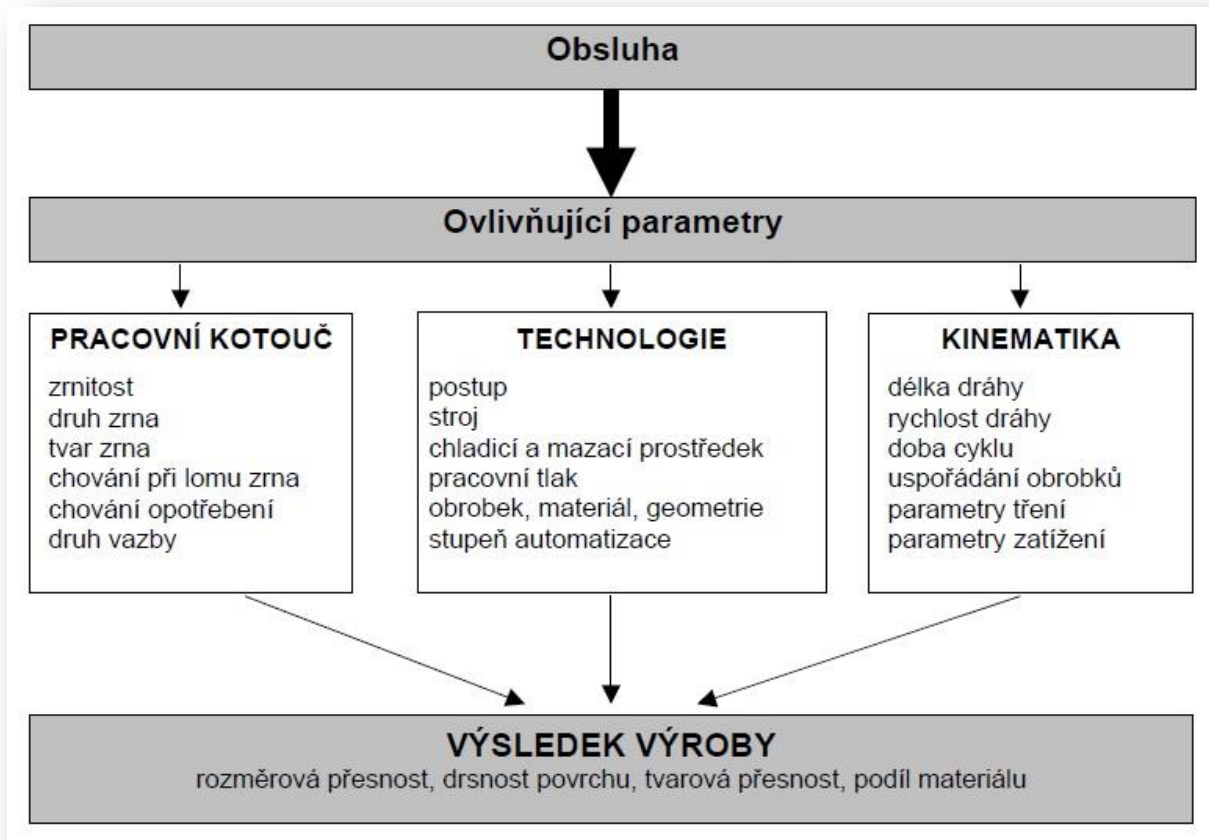 Obsluha
Ovlivňující parametry
PRACOVNÍ KOTOUČ
zrnitost
druh zrna
tvar zrna
chování při lomu zrna
chování opotřebení
druh vazby
TECHNOLOGIE
postup
stroj
chladicí a mazací prostředek
pracovní tlak
obrobek, materiál, geometrie
stupeň automatizace
KINEMATIKA
délka dráhy
rychlost dráhy
doba cyklu
uspořádání obrobků
parametry tření
parametry zatížení
VÝSLEDEK VÝROBY
rozměrová přesnost, drsnost povrchu, tvarová přesnost, podíl materiálu